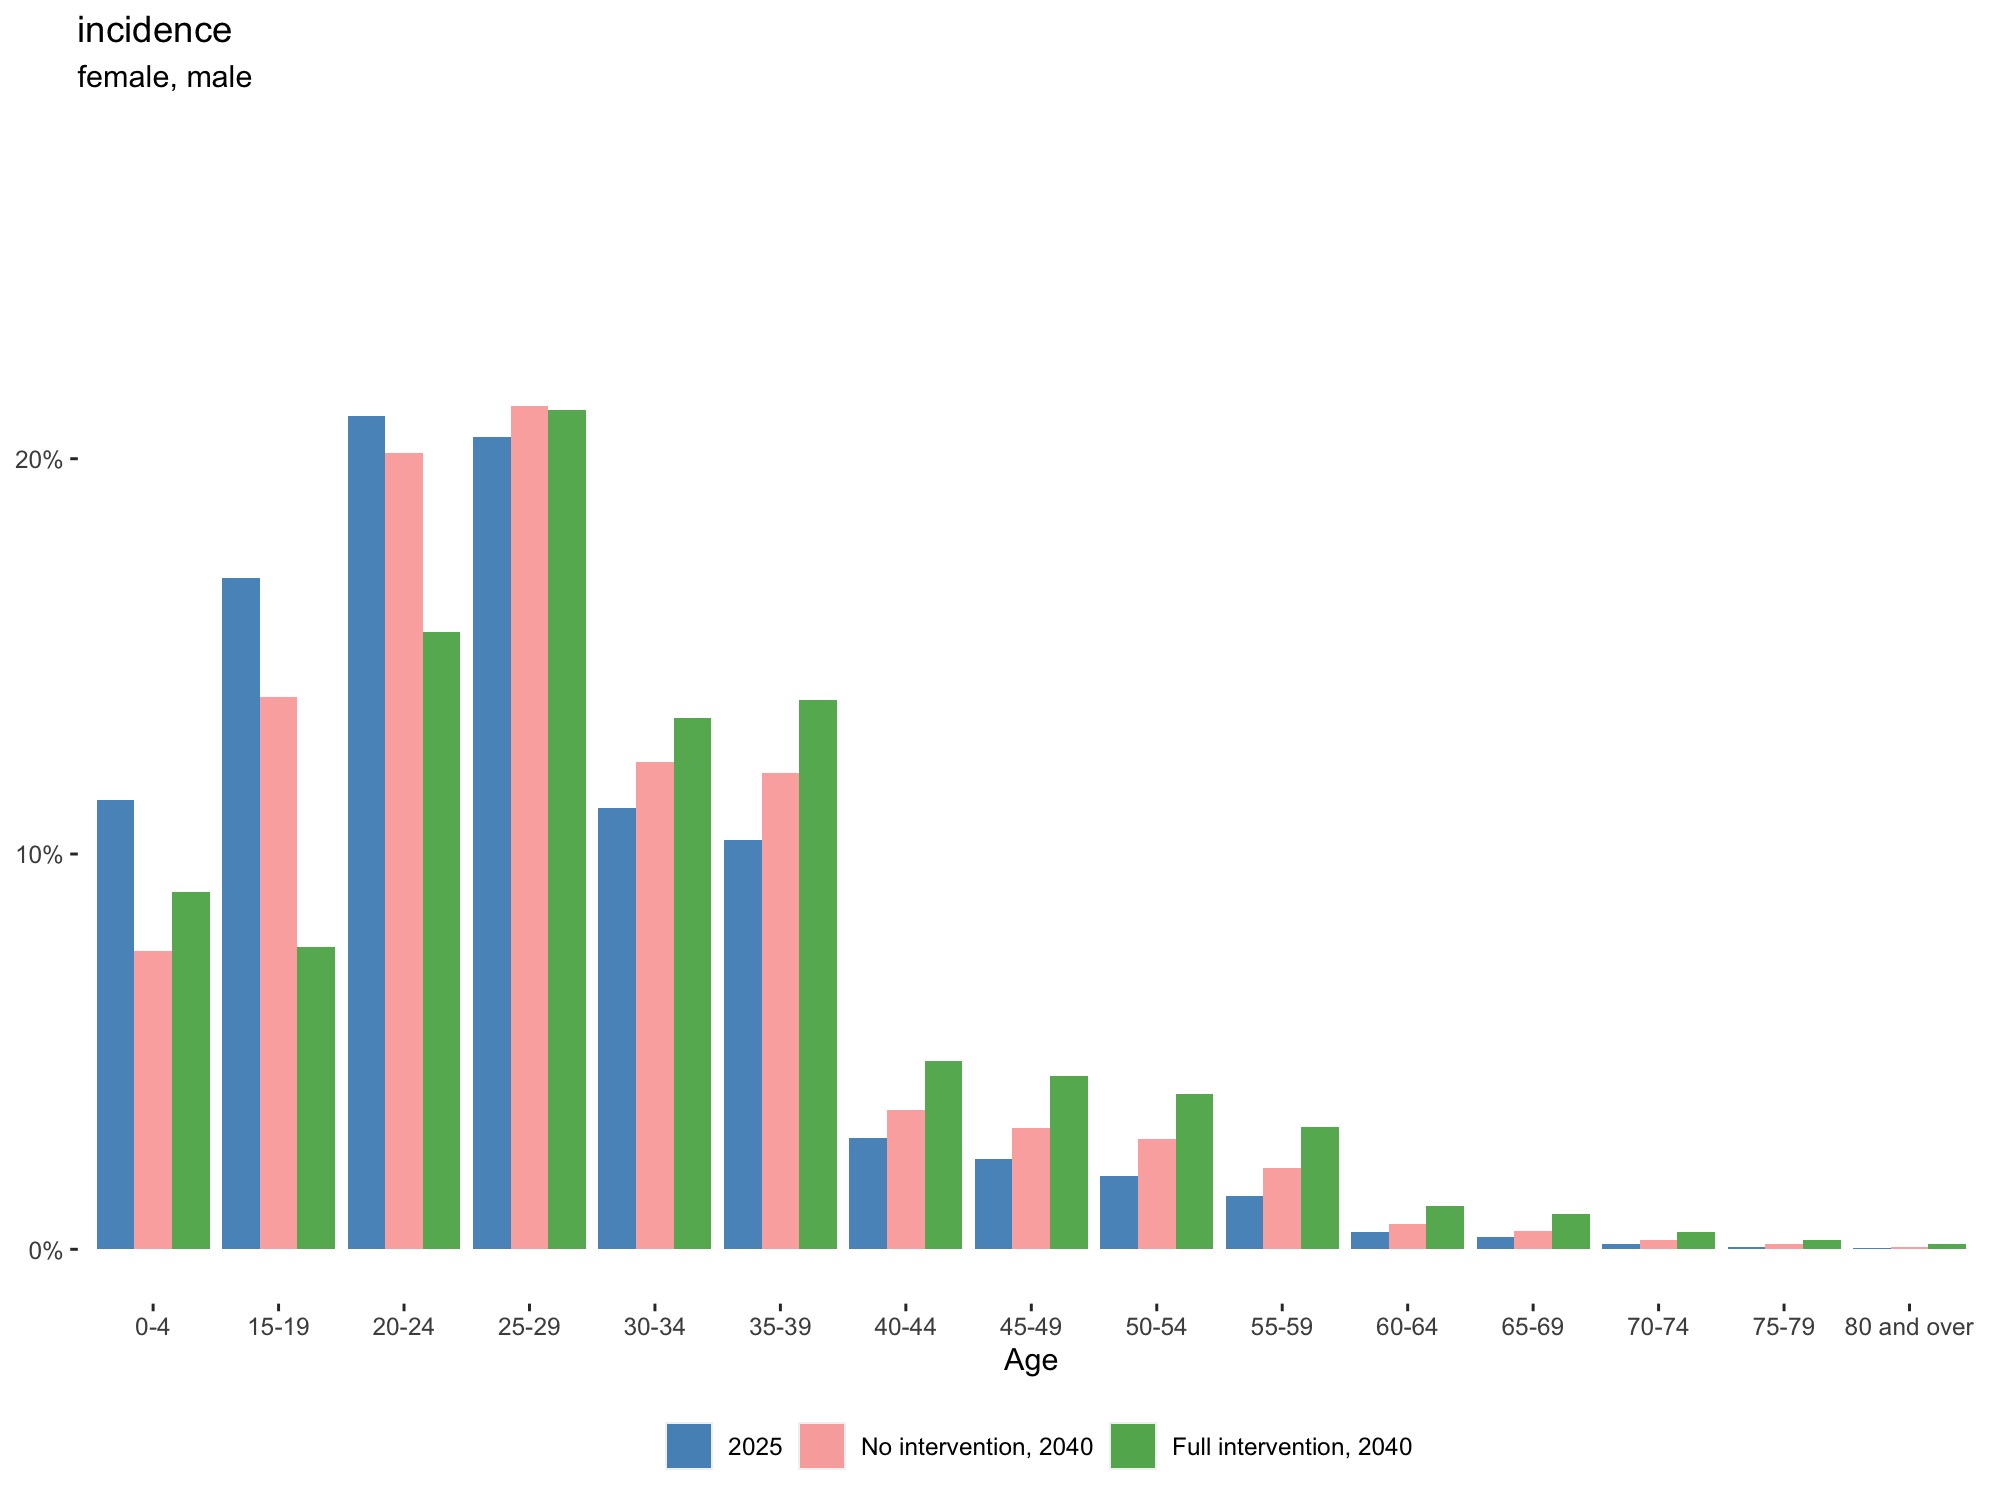 incidence
female, male
20%
10%
0%
0-4 15-19 20-24 25-29 30-34 35-39 40-44 45-49 50-54 55-59 60-64 65-69 70-74 75-79 80 and over
Age
2025 No intervention, 2040 Full intervention, 2040